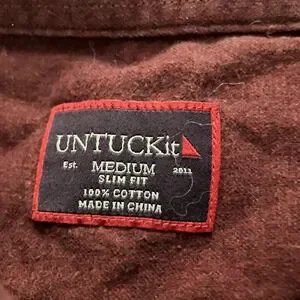 UNTUCKit
Est. MEDIUM 2011
SLIM FIT
100% COTTON
MADE IN CHINA